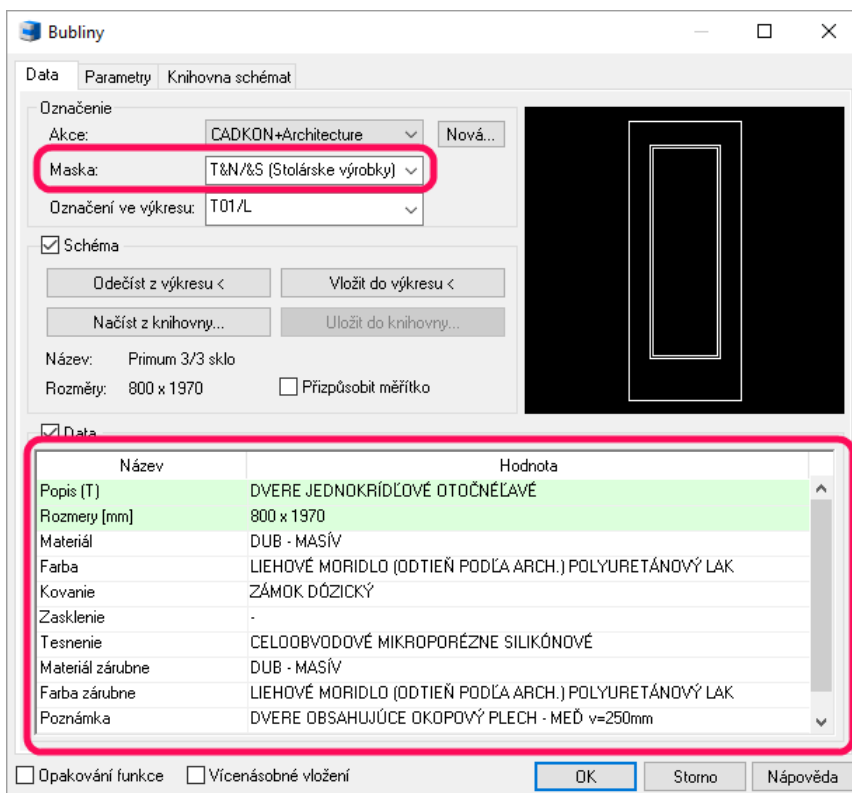 Bubliny
Data Parametry Knihovna schémat
Označenie
Akce: CADKON+Architecture Nová...
Maska: T&N/&S (Stolárske výrobky)
Označení ve výkresu: T01/L
Schéma
Odečíst z výkresu < Vložit do výkresu <
Načíst z knihovny... Uložit do knihovny...
Název: Primum 3/3 sklo
Rozměry: 800 x 1970 Přizpůsobit měřítko
Data
Název Hodnota
Popis (T) DVERE JEDNOKRÍDĽOVÉ OTOČNÉĽAVÉ
Rozmery [mm] 800 x 1970
Materiál DUB - MASÍV
Farba LIEHOVÉ MORIDLO (ODTIEŇ PODĽA ARCH.) POLYURETÁNOVÝ LAK
Kovanie ZÁMOK DÓZICKÝ
Zasklenie -
Tesnenie CELOOBVODOVÉ MIKROPORÉZNE SILIKÓNOVÉ
Materiál zárubne DUB - MASÍV
Farba zárubne LIEHOVÉ MORIDLO (ODTIEŇ PODĽA ARCH.) POLYURETÁNOVÝ LAK
Poznámka DVERE OBSAHUJÚCE OKOPOVÝ PLECH - MEĎ v=250mm
Opakování funkce Vícenásobné vložení OK Storno Nápověda